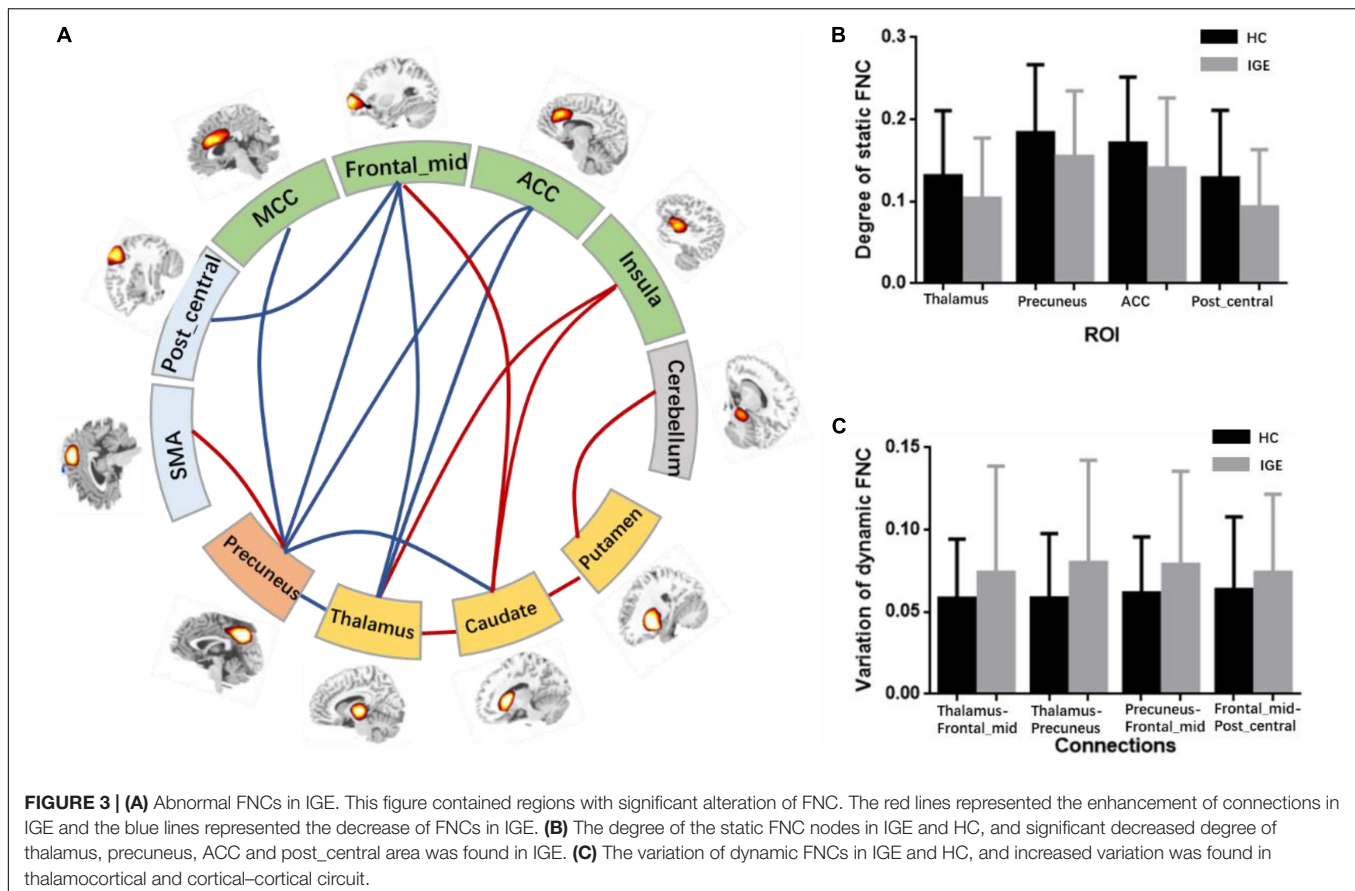 A
Frontal_mid
ACC
MCC
Insula
Post_central
Cerebellum
SMA
Putamen
Precuneus
Thalamus
Caudate
B
HC
IGE
Degree of static FNC
0.3
0.2
0.1
0.0
Thalamus Precuneus ACC Post_central
ROI
C
HC
IGE
Variation of dynamic FNC
0.15
0.10
0.05
0.00
Thalamus- Thalamus- Precuneus- Frontal_mid-
Frontal_mid Precuneus Frontal_mid Post_central
Connections
FIGURE 3 | (A) Abnormal FNCs in IGE. This figure contained regions with significant alteration of FNC. The red lines represented the enhancement of connections in
IGE and the blue lines represented the decrease of FNCs in IGE. (B) The degree of the static FNC nodes in IGE and HC, and significant decreased degree of
thalamus, precuneus, ACC and post_central area was found in IGE. (C) The variation of dynamic FNCs in IGE and HC, and increased variation was found in
thalamocortical and cortical–cortical circuit.